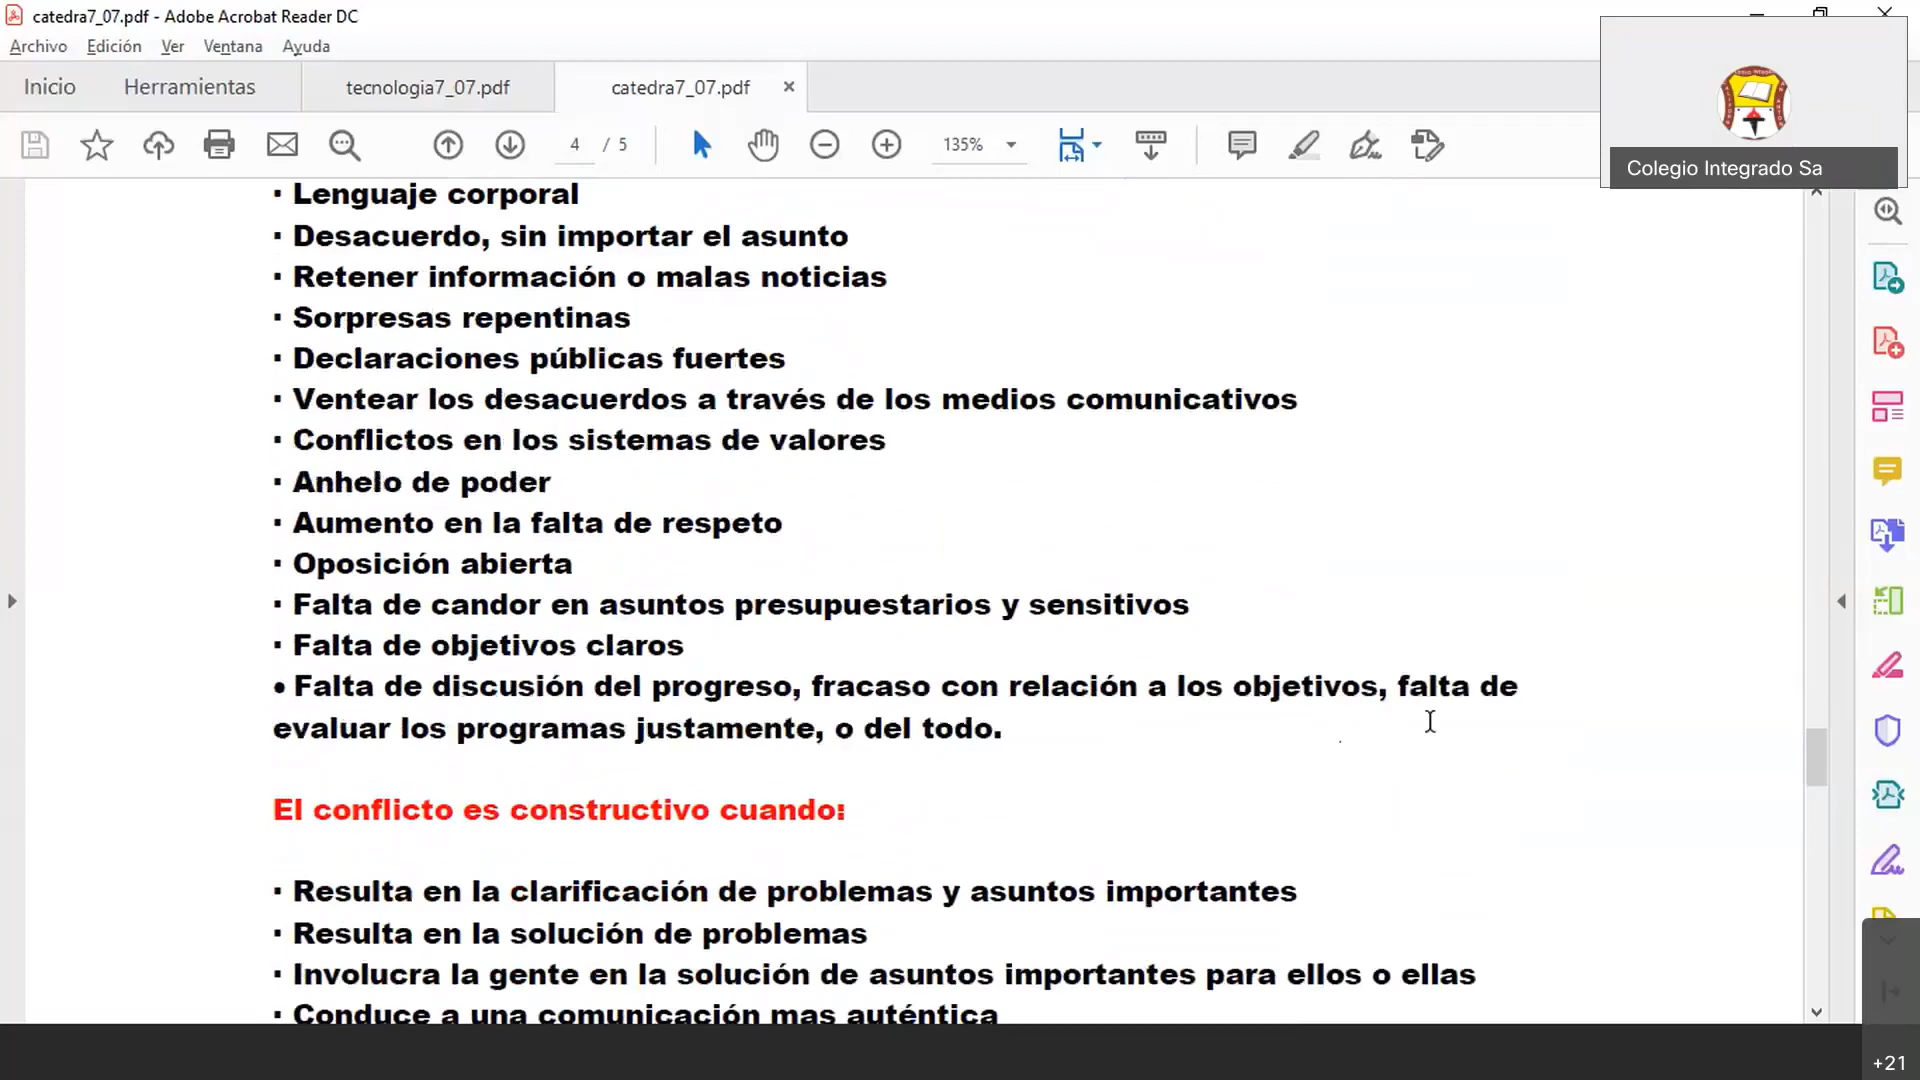 catedra7_07.pdf - Adobe Acrobat Reader DC
Archivo Edición Ver Ventana Ayuda
Inicio Herramientas tecnologia7_07.pdf catedra7_07.pdf ×
4 / 5 135%
Colegio Integrado Sa
· Lenguaje corporal
· Desacuerdo, sin importar el asunto
· Retener información o malas noticias
· Sorpresas repentinas
· Declaraciones públicas fuertes
· Ventear los desacuerdos a través de los medios comunicativos
· Conflictos en los sistemas de valores
· Anhelo de poder
· Aumento en la falta de respeto
· Oposición abierta
· Falta de candor en asuntos presupuestarios y sensitivos
· Falta de objetivos claros
• Falta de discusión del progreso, fracaso con relación a los objetivos, falta de
evaluar los programas justamente, o del todo.
El conflicto es constructivo cuando:
· Resulta en la clarificación de problemas y asuntos importantes
· Resulta en la solución de problemas
· Involucra la gente en la solución de asuntos importantes para ellos o ellas
· Conduce a una comunicación mas auténtica
+21